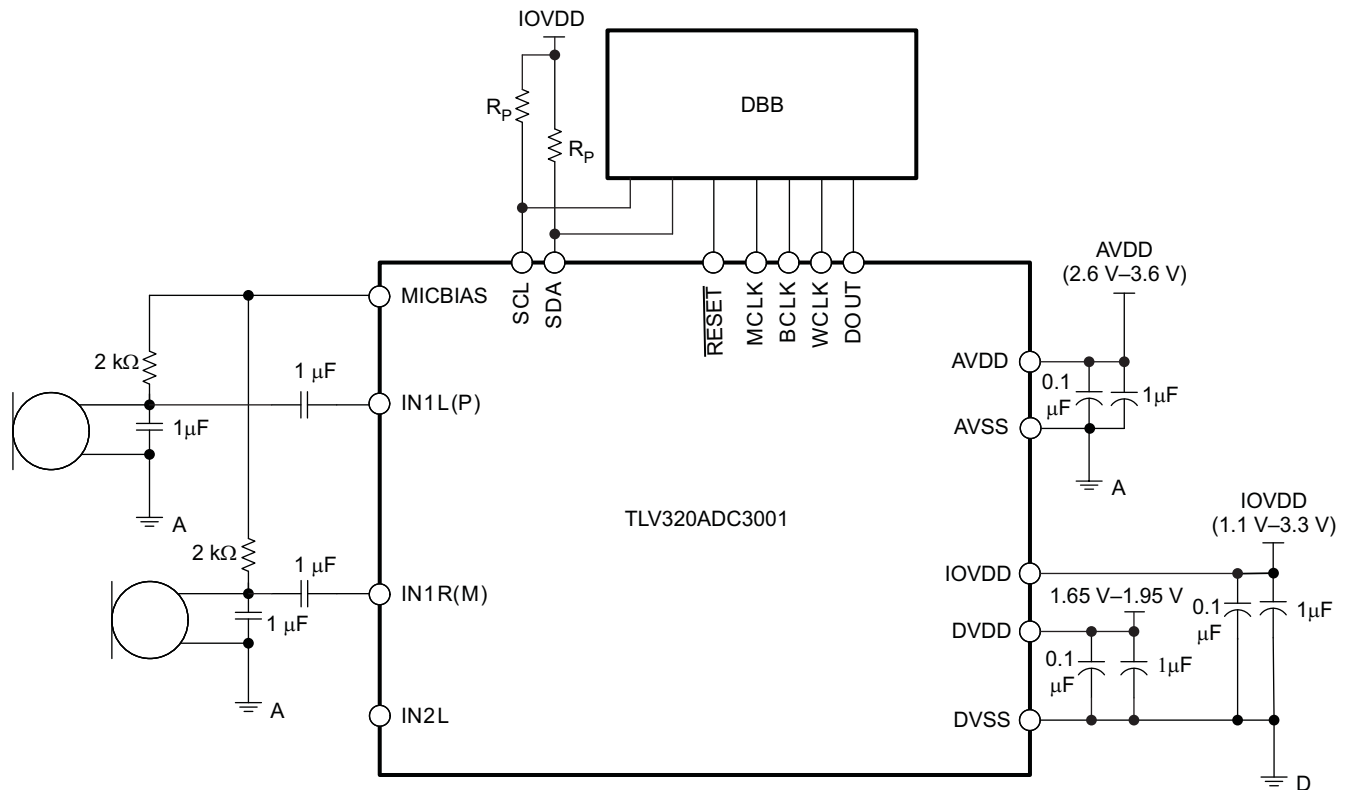 IOVDD
DBB
RP
RP
AVDD
(2.6 V–3.6 V)
MICBIAS
SCL
SDA
RESET
MCLK
BCLK
WCLK
DOUT
2 kΩ
1 μF
AVDD
0.1
μF
1μF
IN1L(P)
1μF
AVSS
A
A
TLV320ADC3001
IOVDD
(1.1 V–3.3 V)
2 kΩ
1 μF
IOVDD
IN1R(M)
1 μF
1.65 V–1.95 V
0.1
μF
1μF
DVDD
0.1
μF
1μF
A
IN2L
DVSS
D